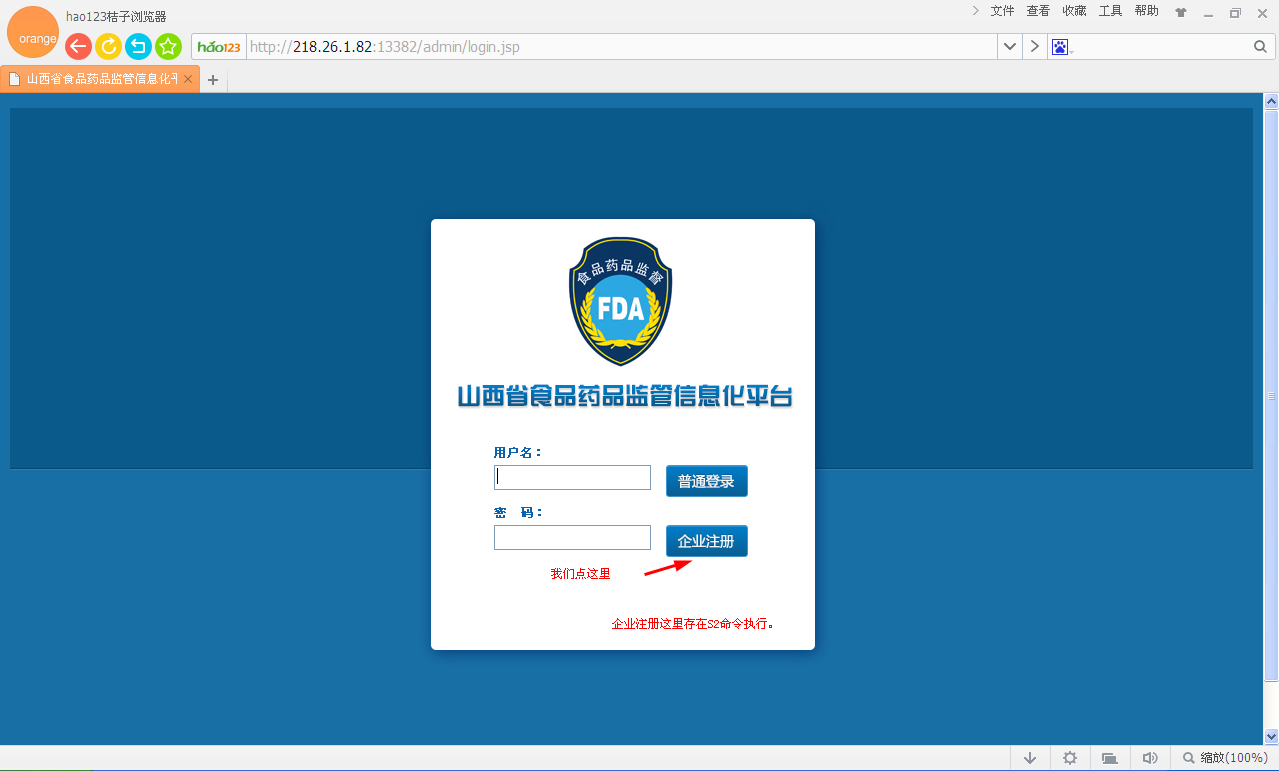 hao123桔子浏览器
文件 查看 收藏 工具 帮助
orange
hao123 http://218.26.1.82:13382/admin/login.jsp
山西省食品药品监管信息化平
食品药品监督
FDA
山西省食品药品监管信息化平台
用户名：
普通登录
密 码：
企业注册
我们点这里
企业注册这里存在S2命令执行。
缩放(100%)